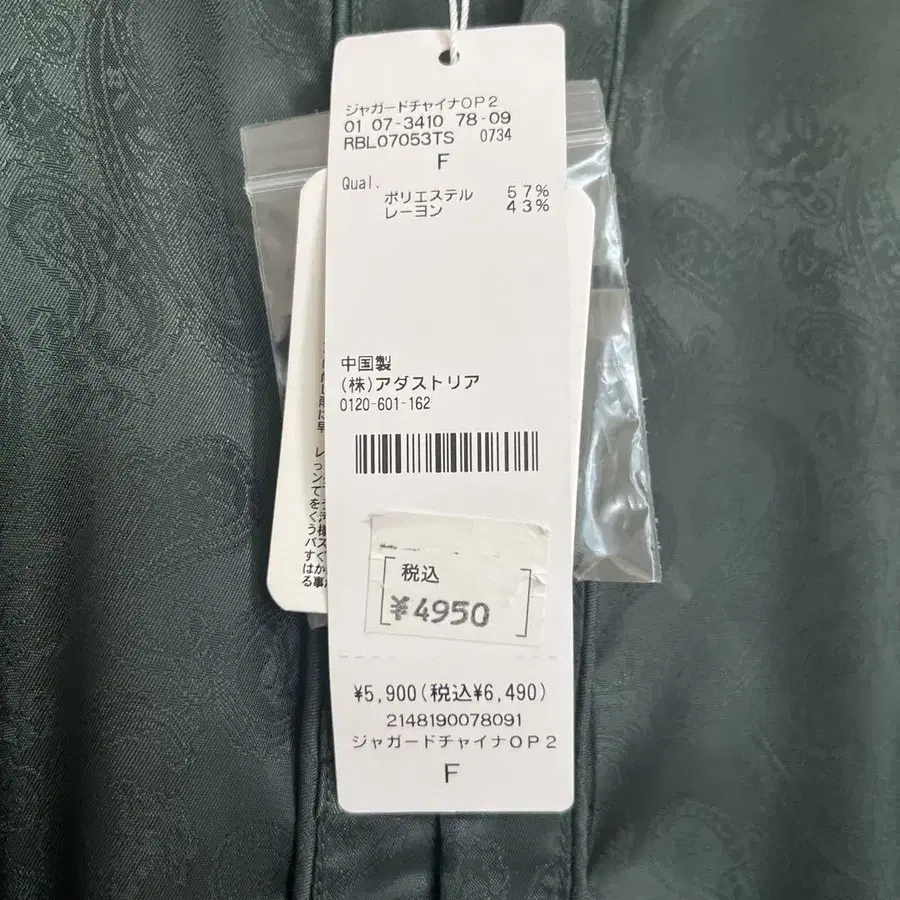 ジャガードチャイナOP2
01 07-3410 78-09
RBL07053TS 0734
F
Qual.
ポリエステル 57%
レーヨン 43%
中国製
(株)アダストリア
0120-601-162
税込
¥4950
¥5,900(税込¥6,490)
2148190078091
ジャガードチャイナOP2
F